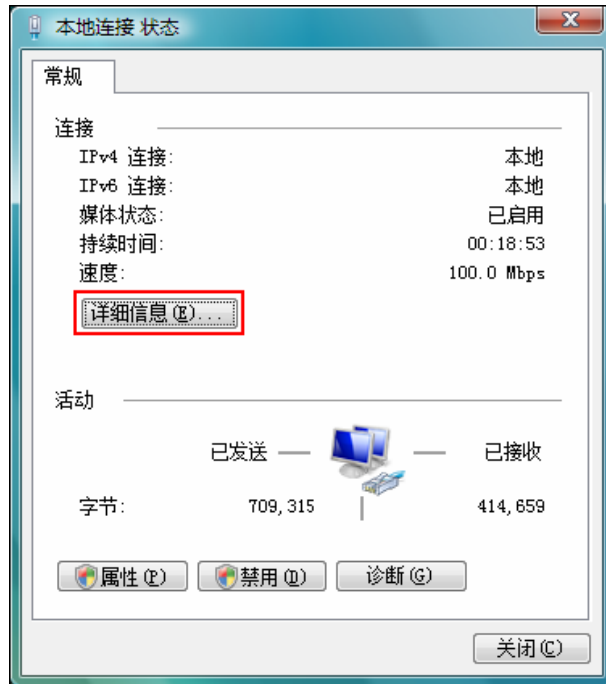 本地连接 状态
常规
连接
IPv4 连接: 本地
IPv6 连接: 本地
媒体状态: 已启用
持续时间: 00:18:53
速度: 100.0 Mbps
详细信息(E)...
活动
已发送 — — 已接收
字节: 709,315 | 414,659
属性(P) 禁用(D) 诊断(G)
关闭(C)